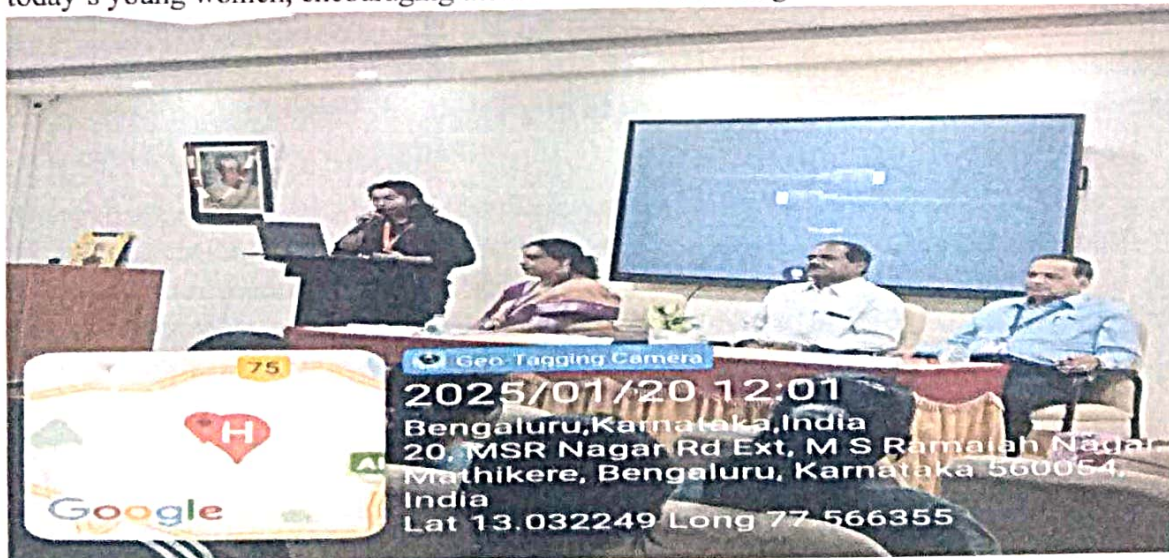 today's young women, encouraging
75
H
Google
Geo-Tagging Camera
2025/01/20 12:01
Bengaluru,Karnataka,India
20, MSR Nagar Rd Ext, M S Ramaiah Nagar,
Mathikere, Bengaluru, Karnataka 560054,
India
Lat 13.032249 Long 77.566355